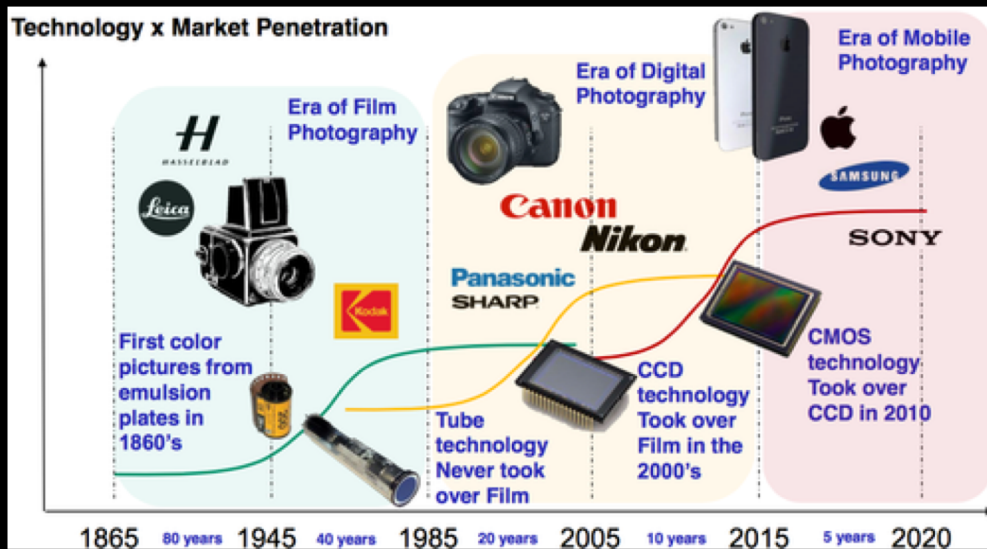 Technology x Market Penetration
Era of Film
Photography
Era of Digital
Photography
Era of Mobile
Photography
H
HASSELBLAD
Leica
Kodak
Canon
Nikon
Panasonic
SHARP
SAMSUNG
SONY
First color
pictures from
emulsion
plates in
1860's
200
Tube
technology
Never took
over Film
CCD
technology
Took over
Film in the
2000's
CMOS
technology
Took over
CCD in 2010
1865 80 years 1945 40 years 1985 20 years 2005 10 years 2015 5 years 2020